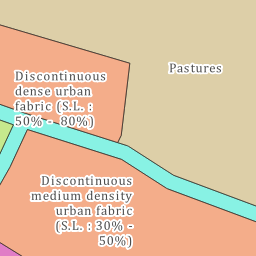 Discontinuous
dense urban
fabric (S.L. :
50% - 80%)
Pastures
Discontinuous
medium density
urban fabric
(S.L. : 30% -
50%)